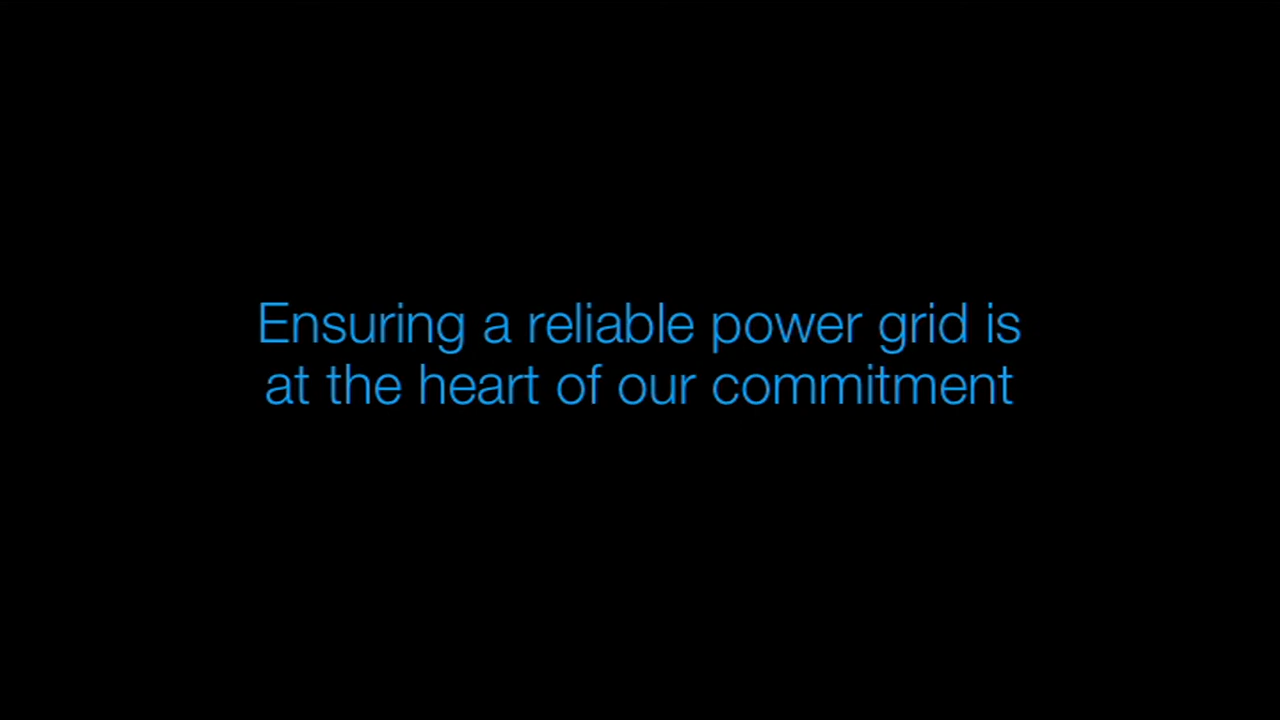 Ensuring a reliable power grid is
at the heart of our commitment